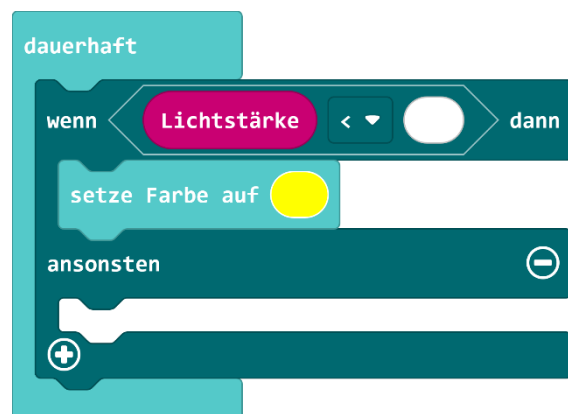 dauerhaft
wenn Lichtstärke < dann
setze Farbe auf
ansonsten